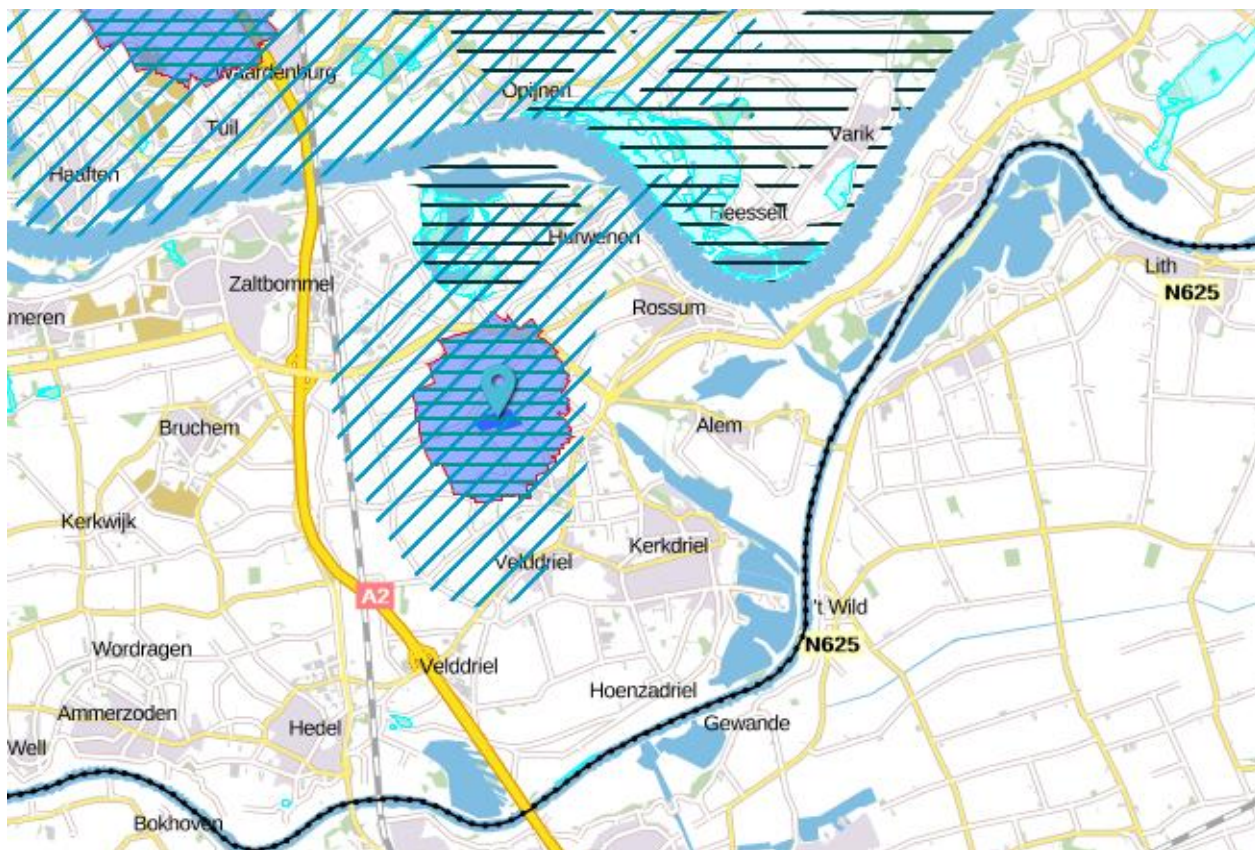 Waardenburg
Opijnen
Tuil
Varik
Haaften
Heesselt
Hurwenen
Lith
Zaltbommel
N625
Rossum
ameren
Bruchem
Alem
Kerkwijk
Kerkdriel
Velddriel
A2
't Wild
Wordragen
N625
Velddriel
Hoenzadriel
Ammerzoden
Gewande
Hedel
Well
Bokhoven